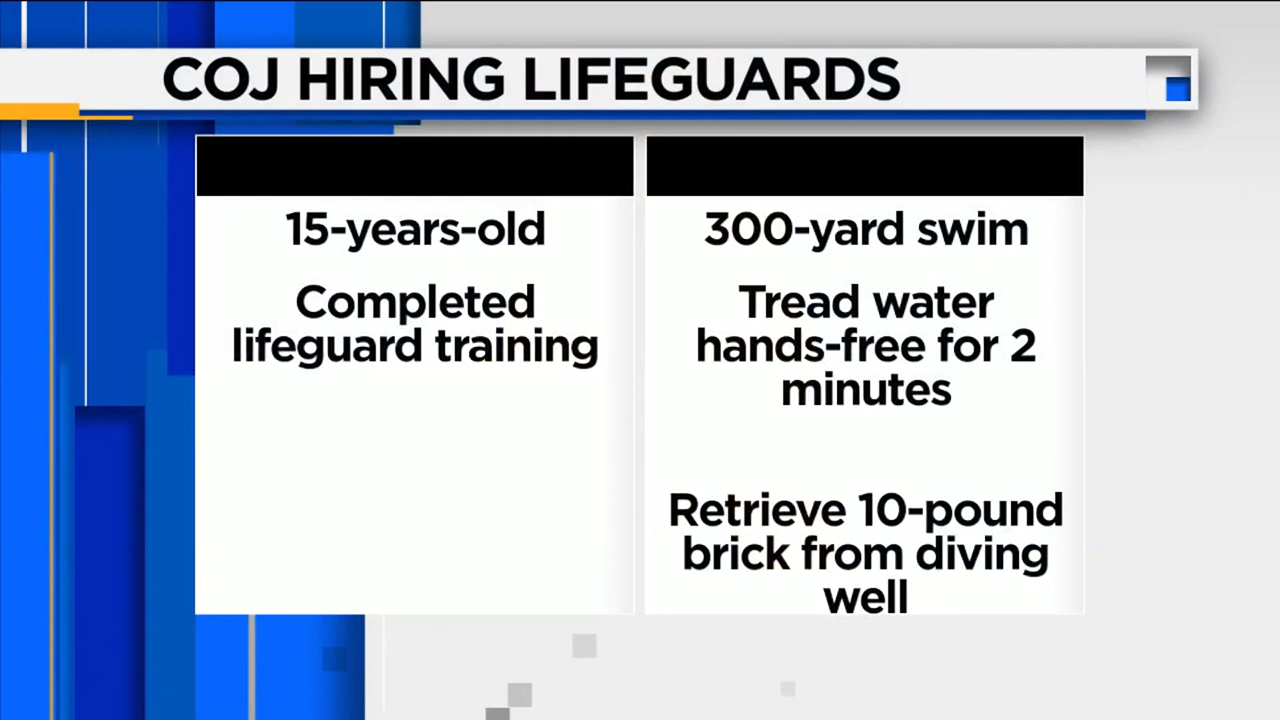 COJ HIRING LIFEGUARDS
15-years-old
Completed
lifeguard training
300-yard swim
Tread water
hands-free for 2
minutes
Retrieve 10-pound
brick from diving
well